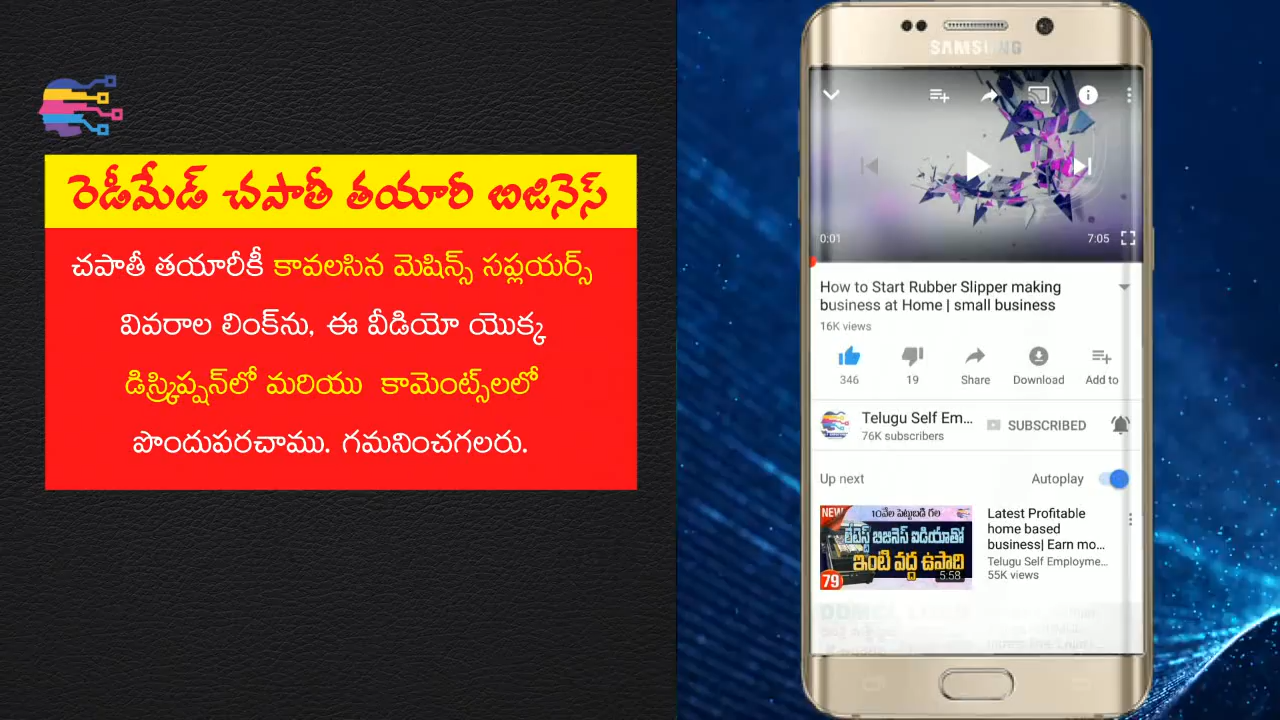 రెడీమేడ్ చపాతీ తయారీ బిజినెస్
చపాతీ తయారీకీ కావలసిన మెషిన్స్ సప్లయర్స్
వివరాల లింక్‌ను, ఈ వీడియో యొక్క
డిస్క్రిప్షన్‌లో మరియు కామెంట్స్‌లలో
పొందుపరచాము. గమనించగలరు.
SAMSUNG
0:01
7:05
How to Start Rubber Slipper making
business at Home | small business
16K views
346
19
Share
Download
Add to
Telugu Self Em...
SUBSCRIBED
76K subscribers
Up next
Autoplay
NEW
10వేల పెట్టుబడి గల
లేటెస్ట్ బిజినెస్ ఐడియాతో
ఇంటి వద్ద ఉపాది
79
5:58
Latest Profitable
home based
business| Earn mo...
Telugu Self Employme...
55K views